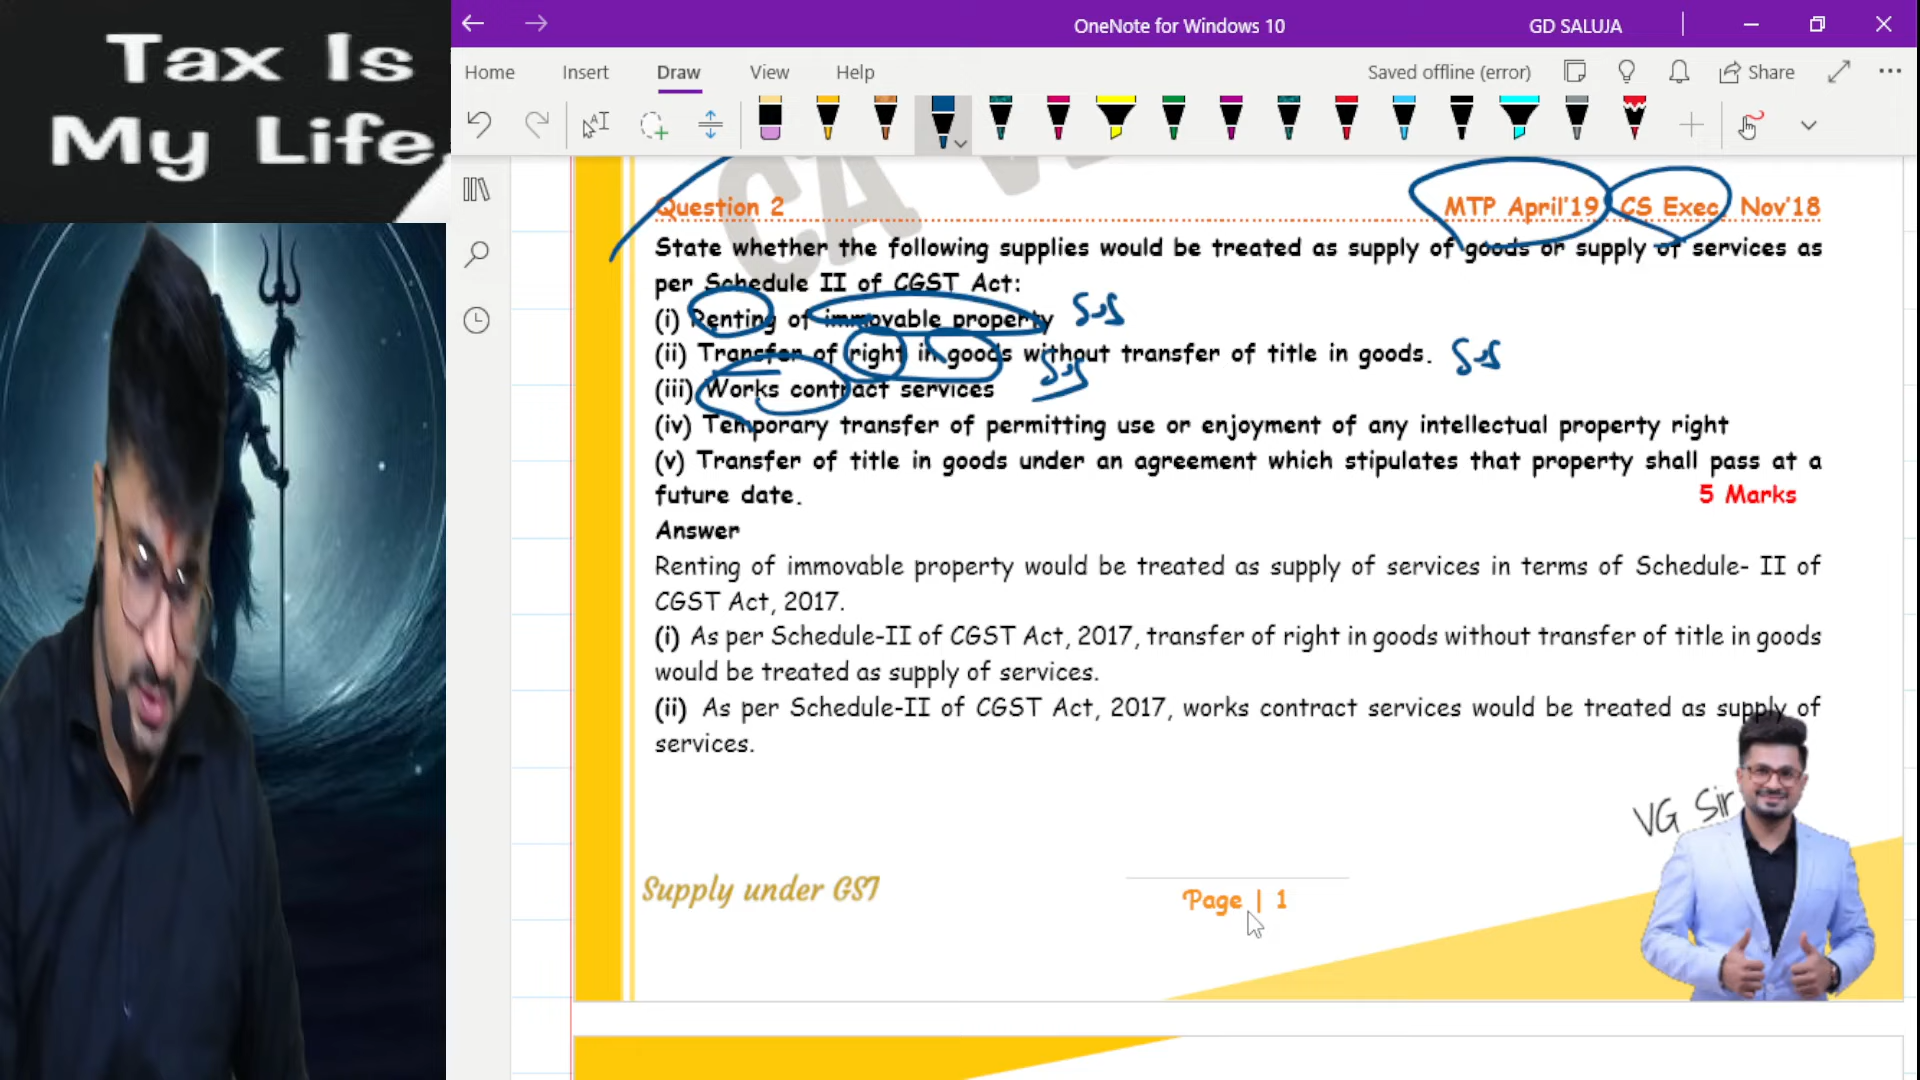 Tax Is
My Life.
OneNote for Windows 10
GD SALUJA
Home Insert Draw View Help
Saved offline (error)
Share
Question 2
MTP April'19 CS Exec. Nov'18
State whether the following supplies would be treated as supply of goods or supply of services as
per Schedule II of CGST Act:
(i) Renting of immovable property SoS
(ii) Transfer of right in goods without transfer of title in goods. SoS
(iii) Works contract services SoS
(iv) Temporary transfer of permitting use or enjoyment of any intellectual property right
(v) Transfer of title in goods under an agreement which stipulates that property shall pass at a
future date.
5 Marks
Answer
Renting of immovable property would be treated as supply of services in terms of Schedule- II of
CGST Act, 2017.
(i) As per Schedule-II of CGST Act, 2017, transfer of right in goods without transfer of title in goods
would be treated as supply of services.
(ii) As per Schedule-II of CGST Act, 2017, works contract services would be treated as supply of
services.
VG Sir
Supply under GST
Page | 1